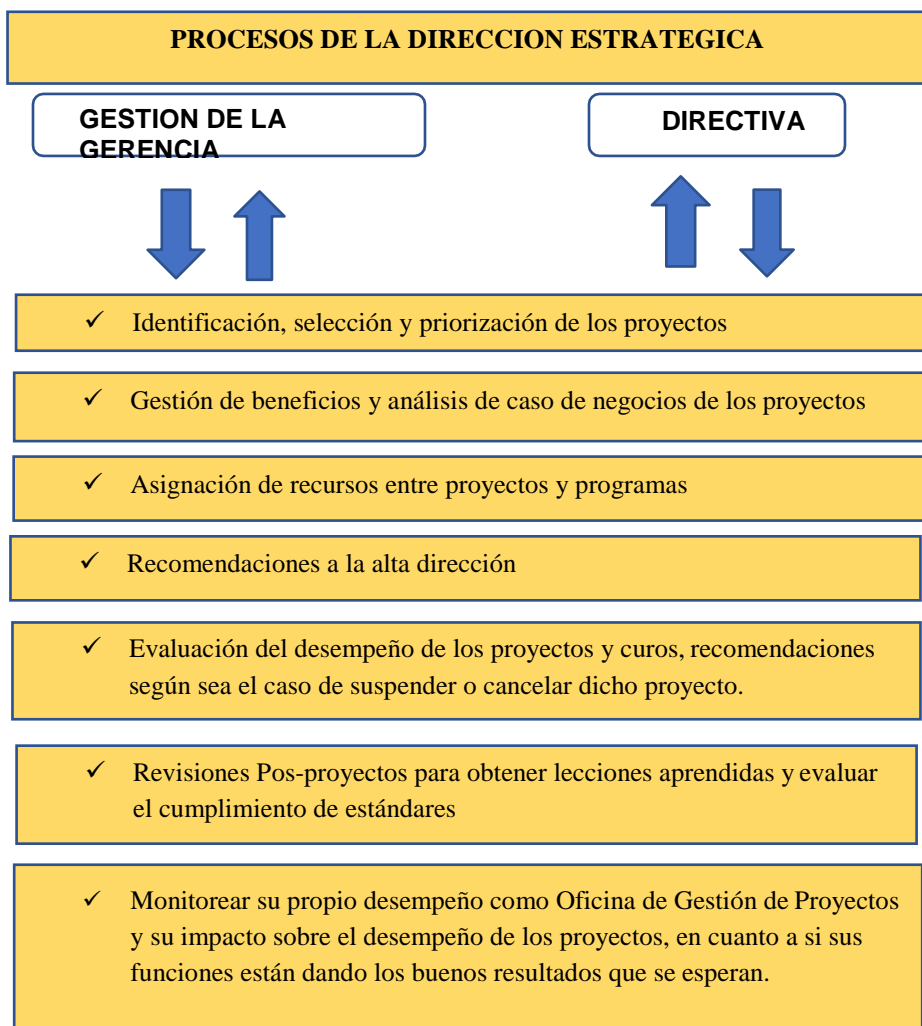 PROCESOS DE LA DIRECCION ESTRATEGICA
GESTION DE LA
GERENCIA
DIRECTIVA
✓ Identificación, selección y priorización de los proyectos
✓ Gestión de beneficios y análisis de caso de negocios de los proyectos
✓ Asignación de recursos entre proyectos y programas
✓ Recomendaciones a la alta dirección
✓ Evaluación del desempeño de los proyectos y curos, recomendaciones
según sea el caso de suspender o cancelar dicho proyecto.
✓ Revisiones Pos-proyectos para obtener lecciones aprendidas y evaluar
el cumplimiento de estándares
✓ Monitorear su propio desempeño como Oficina de Gestión de Proyectos
y su impacto sobre el desempeño de los proyectos, en cuanto a si sus
funciones están dando los buenos resultados que se esperan.